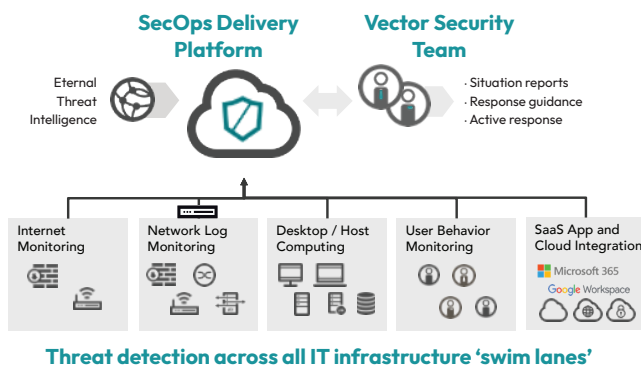 SecOps Delivery
Platform
Vector Security
Team
Eternal
Threat
Intelligence
· Situation reports
· Response guidance
· Active response
Internet
Monitoring
Network Log
Monitoring
Desktop / Host
Computing
User Behavior
Monitoring
SaaS App and
Cloud Integration
Microsoft 365
Google Workspace
Threat detection across all IT infrastructure ‘swim lanes’